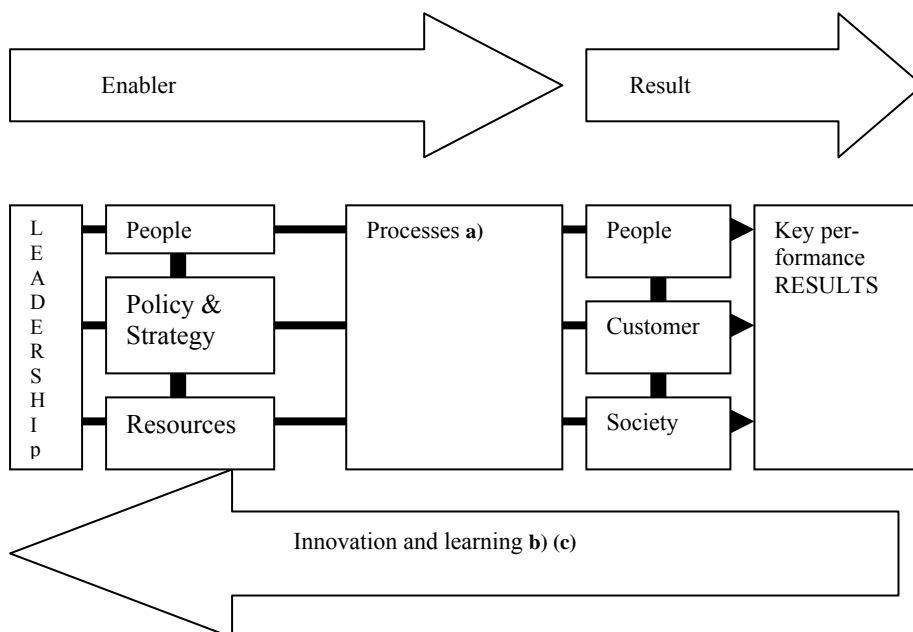 Enabler
Result
L
E
A
D
E
R
S
H
I
p
People
Policy &
Strategy
Resources
Processes a)
People
Customer
Society
Key per-
formance
RESULTS
Innovation and learning b) (c)